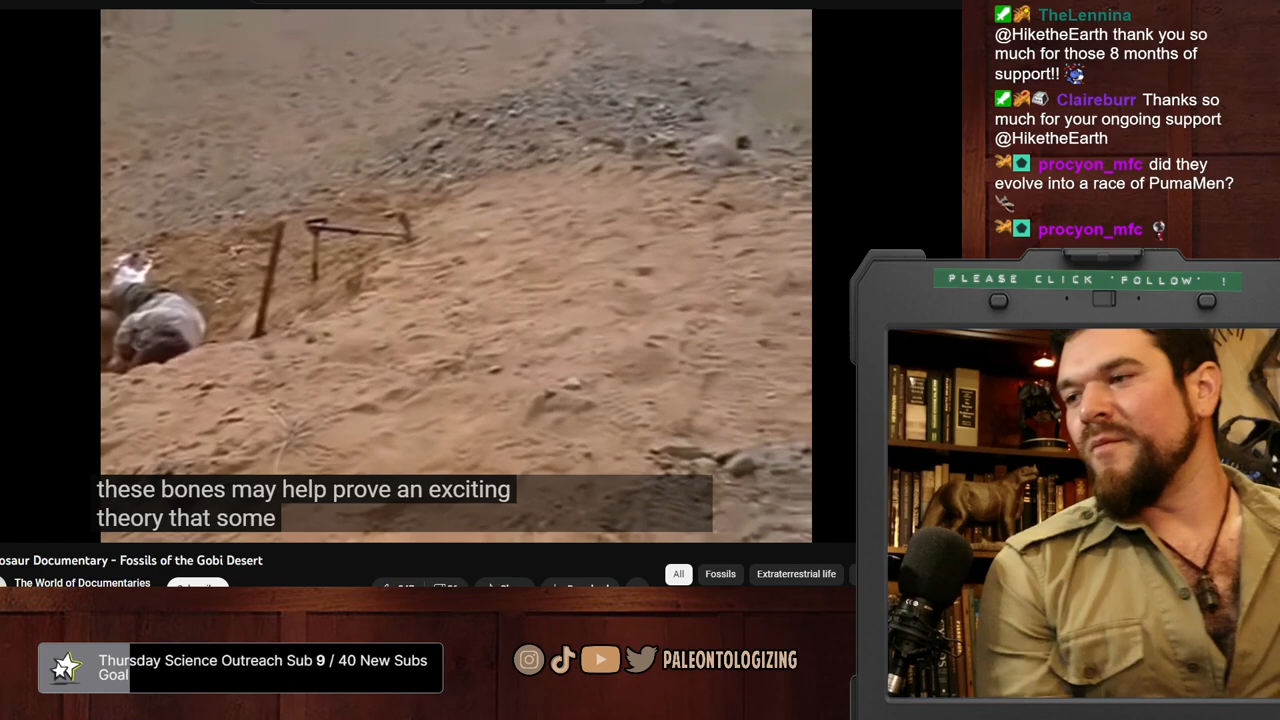 TheLennina
@HiketheEarth thank you so
much for those 8 months of
support!!
Claireburr Thanks so
much for your ongoing support
@HiketheEarth
procyon_mfc did they
evolve into a race of PumaMen?
procyon_mfc
PLEASE CLICK 'FOLLOW' !
these bones may help prove an exciting
theory that some
osaur Documentary - Fossils of the Gobi Desert
The World of Documentaries
All Fossils Extraterrestrial life
Thursday Science Outreach Sub 9 / 40 New Subs
Goal
PALEONTOLOGIZING